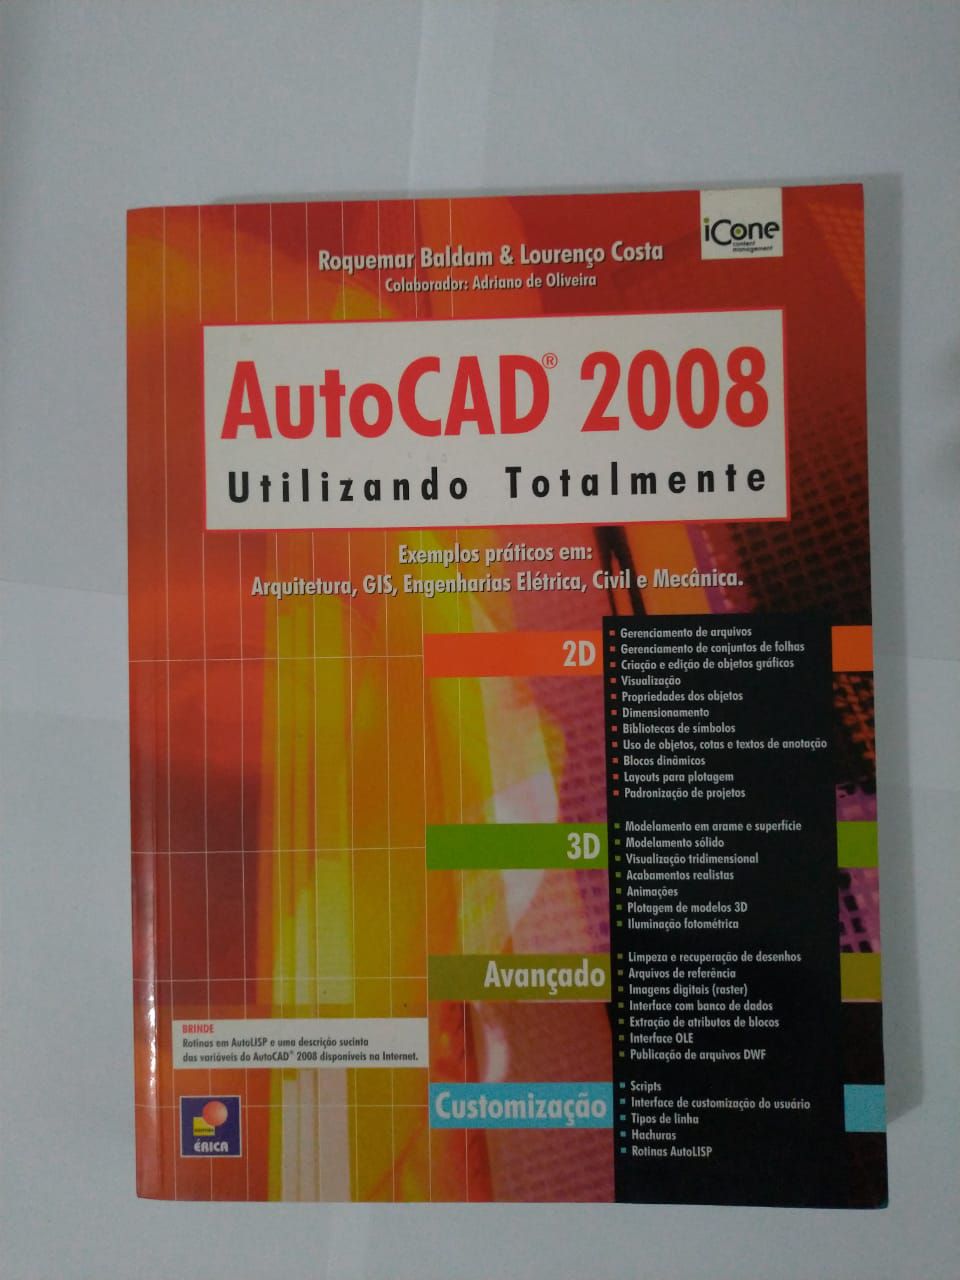 iCone
content
management
Roquemar Baldam & Lourenço Costa
Colaborador: Adriano de Oliveira
AutoCAD® 2008
Utilizando Totalmente
Exemplos práticos em:
Arquitetura, GIS, Engenharias Elétrica, Civil e Mecânica.
2D
Gerenciamento de arquivos
Gerenciamento de conjuntos de folhas
Criação e edição de objetos gráficos
Visualização
Propriedades dos objetos
Dimensionamento
Bibliotecas de símbolos
Uso de objetos, cotas e textos de anotação
Blocos dinâmicos
Layouts para plotagem
Padronização de projetos
3D
Modelamento em arame e superfície
Modelamento sólido
Visualização tridimensional
Acabamentos realistas
Animações
Plotagem de modelos 3D
Iluminação fotométrica
Avançado
Limpeza e recuperação de desenhos
Arquivos de referência
Imagens digitais (raster)
Interface com banco de dados
Extração de atributos de blocos
Interface OLE
Publicação de arquivos DWF
BRINDE
Rotinas em AutoLISP e uma descrição sucinta
das variáveis do AutoCAD® 2008 disponíveis na Internet.
Customização
Scripts
Interface de customização do usuário
Tipos de linha
Hachuras
Rotinas AutoLISP
ÉRICA